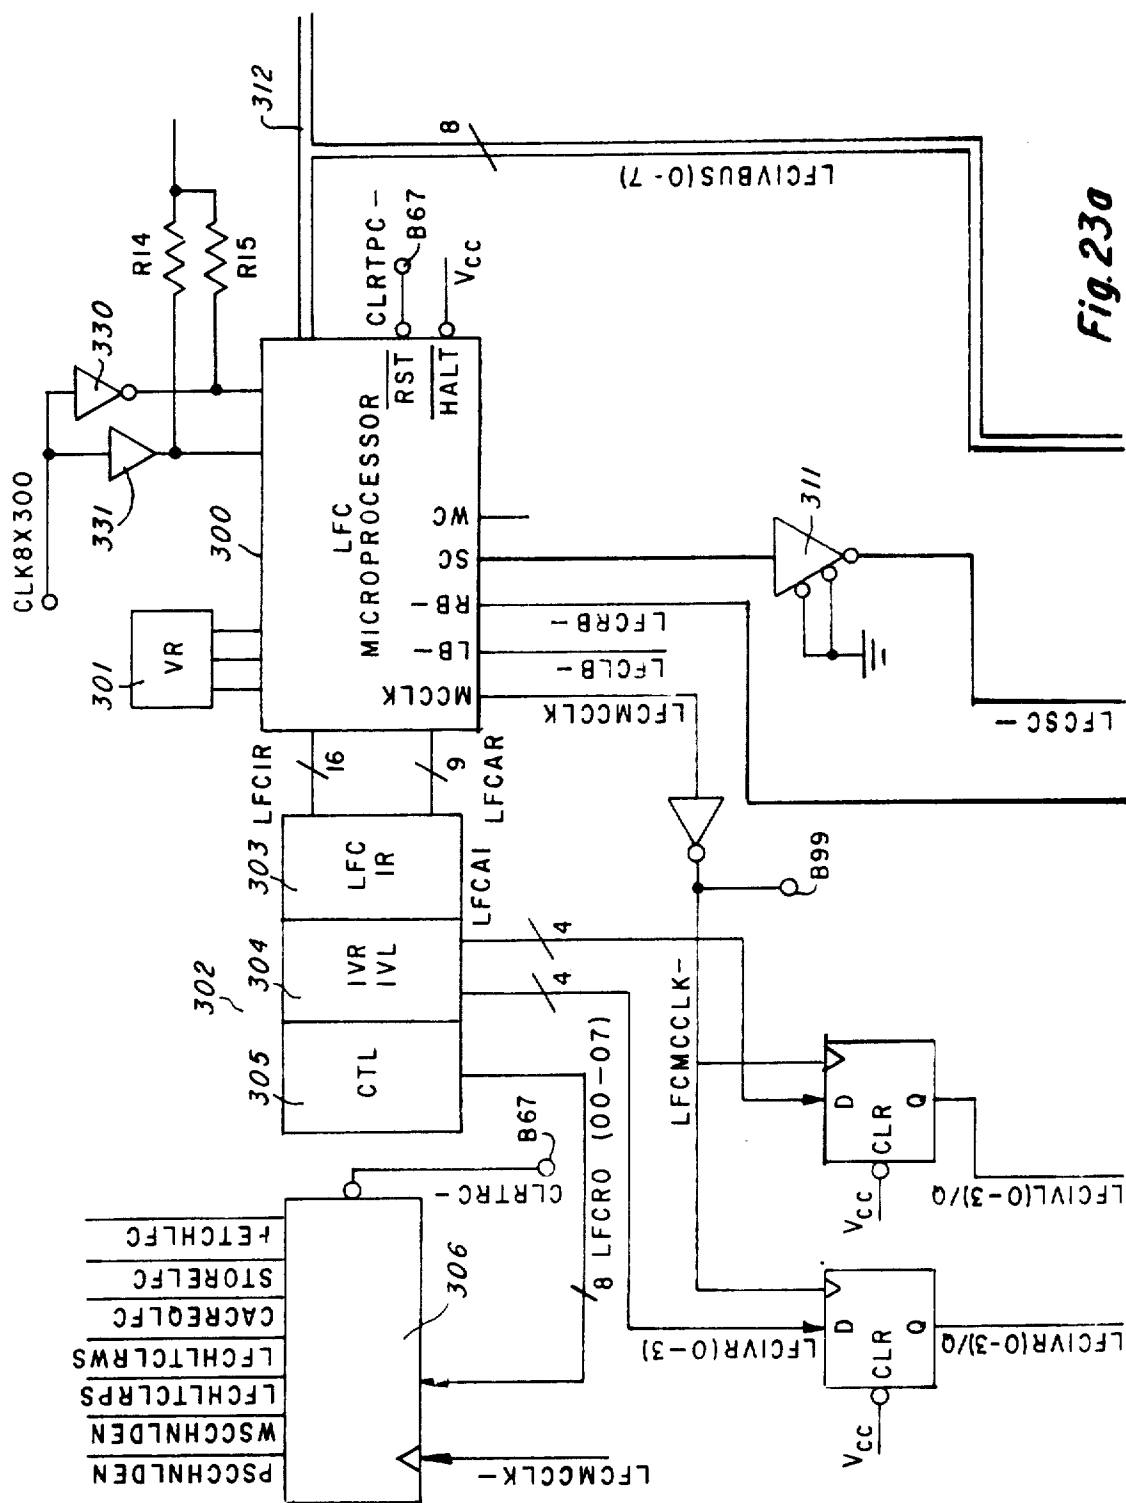 CLK8X300
331
330
R14
R15
312
301
VR
300
LFC
MICROPROCESSOR
RST
HALT
CLRTPC-
B67
VCC
8
LFCIVBUS(0-7)
MCCLK
LB-
RB-
SC
WC
LFCMCCLK
LFCLB-
LFCRB-
311
LFCSC-
LFCIR
16
9
LFCAR
302
303
304
305
LFC
IR
IVR
IVL
CTL
LFCAI
4
4
B99
LFCMCCLK-
CLRTRC-
B67
8 LFCRO (00-07)
306
PSCCHNLDEN
WSCCHNLDEN
LFCHLTCLRPS
LFCHLTCLRWS
CACREQLFC
STORELFC
FETCHLFC
LFCMCCLK-
LFCIVR(0-3)
D
CLR
Q
VCC
LFCIVR(0-3)/Q
D
CLR
Q
VCC
LFCIVL(0-3)/Q
Fig. 23a